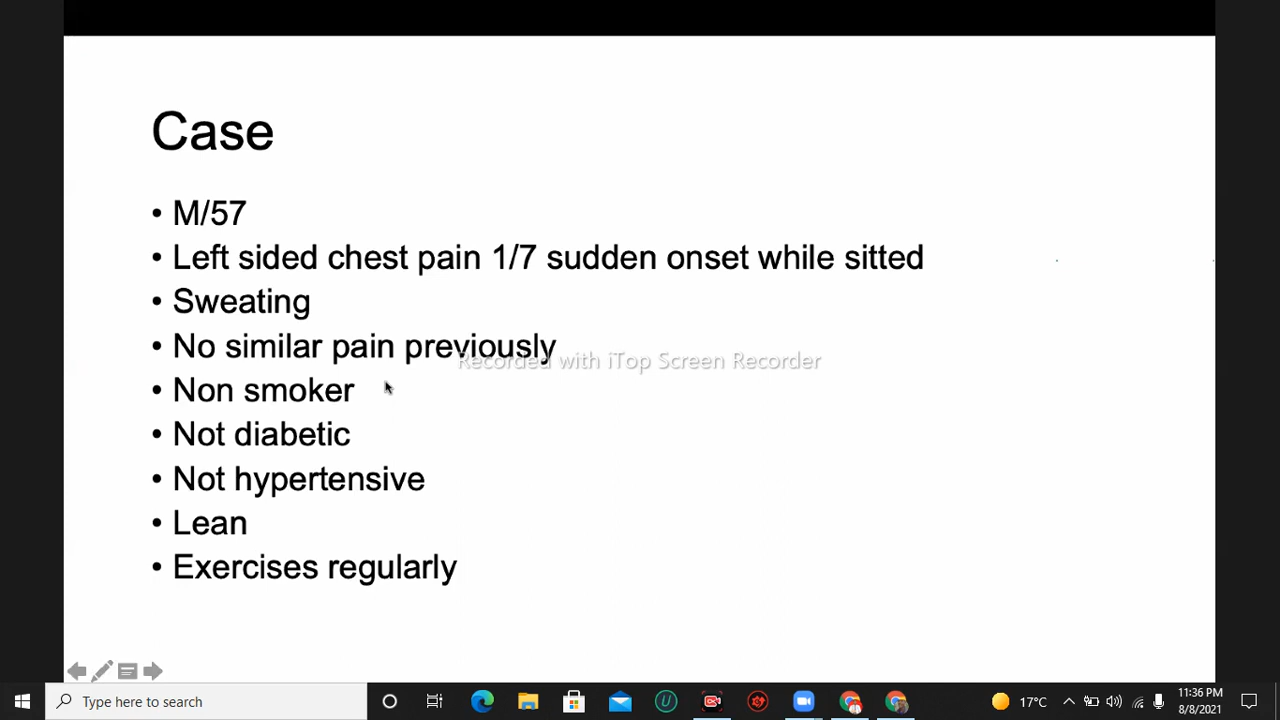 Case
• M/57
• Left sided chest pain 1/7 sudden onset while sitted
• Sweating
• No similar pain previously
Recorded with iTop Screen Recorder
• Non smoker
• Not diabetic
• Not hypertensive
• Lean
• Exercises regularly
Type here to search
17°C
11:36 PM
8/8/2021